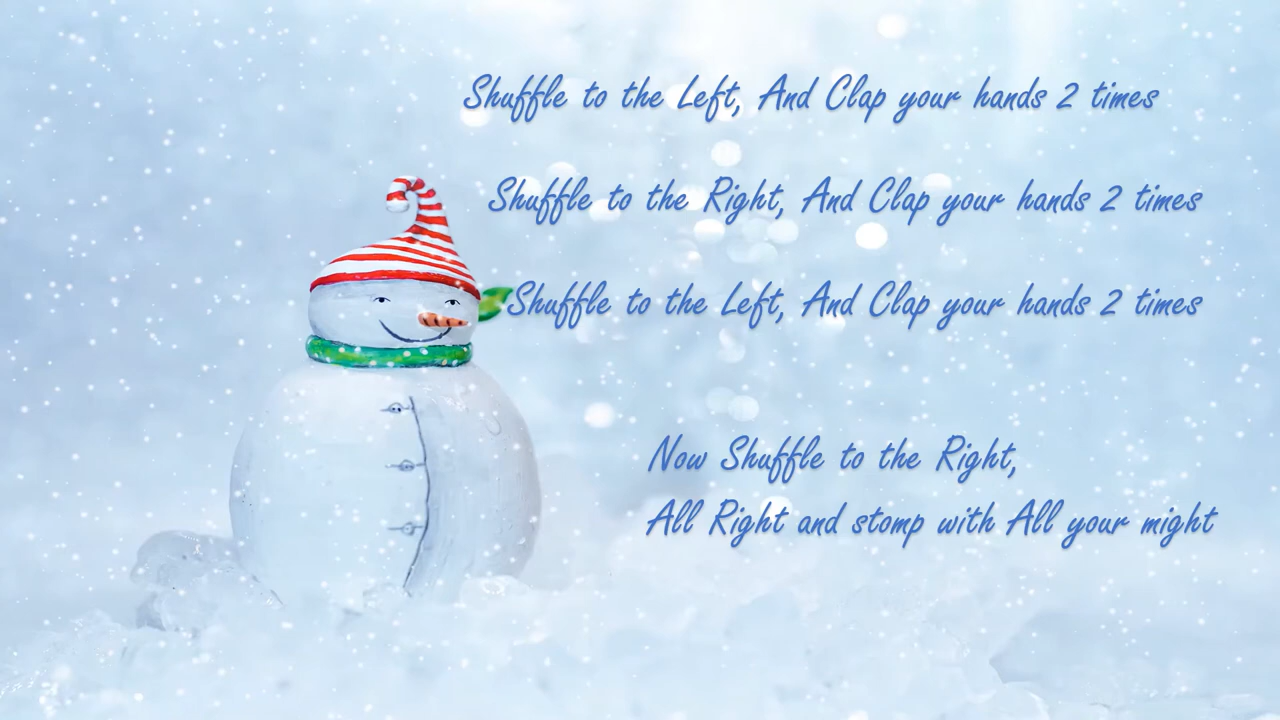 Shuffle to the Left, And Clap your hands 2 times
Shuffle to the Right, And Clap your hands 2 times
Shuffle to the Left, And Clap your hands 2 times
Now Shuffle to the Right,
All Right and stomp with All your might